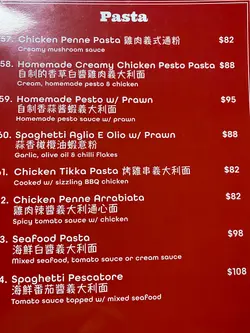 Pasta
57. Chicken Penne Pasta 雞肉義式通粉 $82
Creamy mushroom sauce
58. Homemade Creamy Chicken Pesto Pasta $88
自制的香草白醬雞肉義大利面
Cream, homemade pesto & chicken
59. Homemade Pesto w/ Prawn $95
自制香蒜醬蝦義大利面
Homemade pesto sauce w/ prawn
60. Spaghetti Aglio E Olio w/ Prawn $88
蒜香橄欖油蝦意粉
Garlic, olive oil & chilli Flakes
1. Chicken Tikka Pasta 烤雞串義大利面 $82
Cooked w/ sizzling BBQ chicken
2. Chicken Penne Arrabiata $82
雞肉辣醬義大利通心面
Spicy tomato sauce w/ chicken
3. Seafood Pasta $98
海鮮白醬義大利面
Mixed seafood, tomato sauce or cream sauce
4. Spaghetti Pescatore $108
海鮮番茄醬義大利面
Tomato sauce tapped w/ mixed seafood